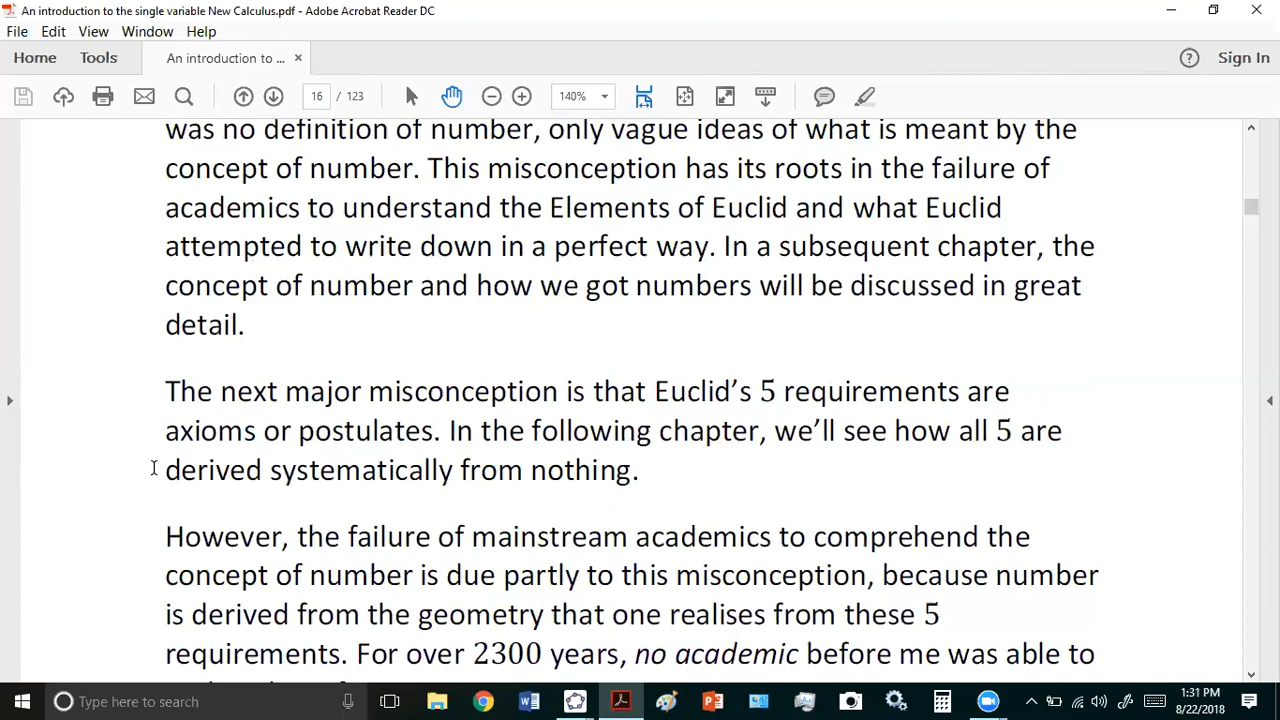 An introduction to the single variable New Calculus.pdf - Adobe Acrobat Reader DC
File Edit View Window Help
Home Tools An introduction to ... × Sign In
16 / 123 140%
was no definition of number, only vague ideas of what is meant by the
concept of number. This misconception has its roots in the failure of
academics to understand the Elements of Euclid and what Euclid
attempted to write down in a perfect way. In a subsequent chapter, the
concept of number and how we got numbers will be discussed in great
detail.
The next major misconception is that Euclid’s 5 requirements are
axioms or postulates. In the following chapter, we’ll see how all 5 are
derived systematically from nothing.
However, the failure of mainstream academics to comprehend the
concept of number is due partly to this misconception, because number
is derived from the geometry that one realises from these 5
requirements. For over 2300 years, no academic before me was able to
Type here to search
1:31 PM
8/22/2018